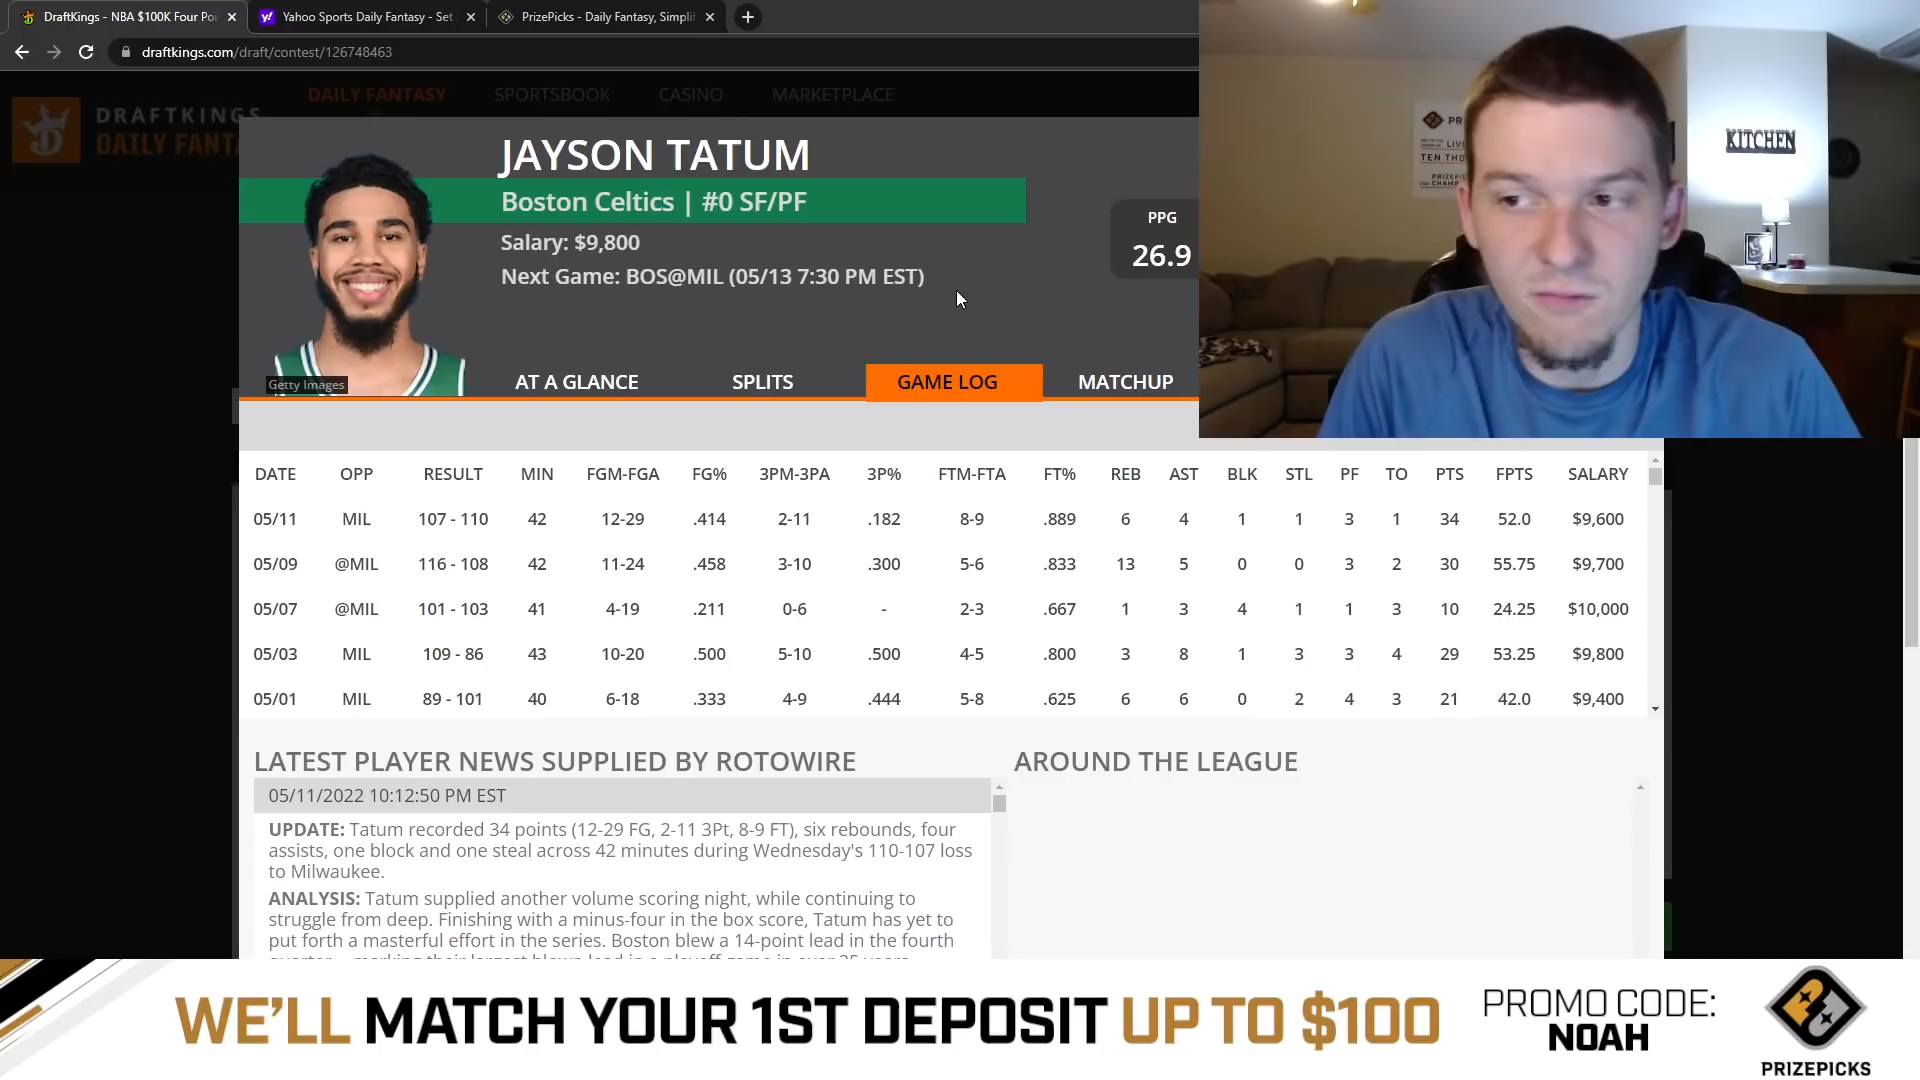 DraftKings - NBA $100K Four Poi
Yahoo Sports Daily Fantasy - Set
PrizePicks - Daily Fantasy, Simplifi
draftkings.com/draft/contest/126748463
DRAFTKINGS
DAILY FANTA
DAILY FANTASY SPORTSBOOK CASINO MARKETPLACE
JAYSON TATUM
Boston Celtics | #0 SF/PF
Salary: $9,800
Next Game: BOS@MIL (05/13 7:30 PM EST)
PPG
26.9
Getty Images
AT A GLANCE SPLITS GAME LOG MATCHUP
KITCHEN
DATE OPP RESULT MIN FGM-FGA FG% 3PM-3PA 3P% FTM-FTA FT% REB AST BLK STL PF TO PTS FPTS SALARY
05/11 MIL 107 - 110 42 12-29 .414 2-11 .182 8-9 .889 6 4 1 1 3 1 34 52.0 $9,600
05/09 @MIL 116 - 108 42 11-24 .458 3-10 .300 5-6 .833 13 5 0 0 3 2 30 55.75 $9,700
05/07 @MIL 101 - 103 41 4-19 .211 0-6 - 2-3 .667 1 3 4 1 1 3 10 24.25 $10,000
05/03 MIL 109 - 86 43 10-20 .500 5-10 .500 4-5 .800 3 8 1 3 3 4 29 53.25 $9,800
05/01 MIL 89 - 101 40 6-18 .333 4-9 .444 5-8 .625 6 6 0 2 4 3 21 42.0 $9,400
LATEST PLAYER NEWS SUPPLIED BY ROTOWIRE
05/11/2022 10:12:50 PM EST
UPDATE: Tatum recorded 34 points (12-29 FG, 2-11 3Pt, 8-9 FT), six rebounds, four
assists, one block and one steal across 42 minutes during Wednesday's 110-107 loss
to Milwaukee.
ANALYSIS: Tatum supplied another volume scoring night, while continuing to
struggle from deep. Finishing with a minus-four in the box score, Tatum has yet to
put forth a masterful effort in the series. Boston blew a 14-point lead in the fourth
AROUND THE LEAGUE
WE'LL MATCH YOUR 1ST DEPOSIT UP TO $100
PROMO CODE:
NOAH
PRIZEPICKS